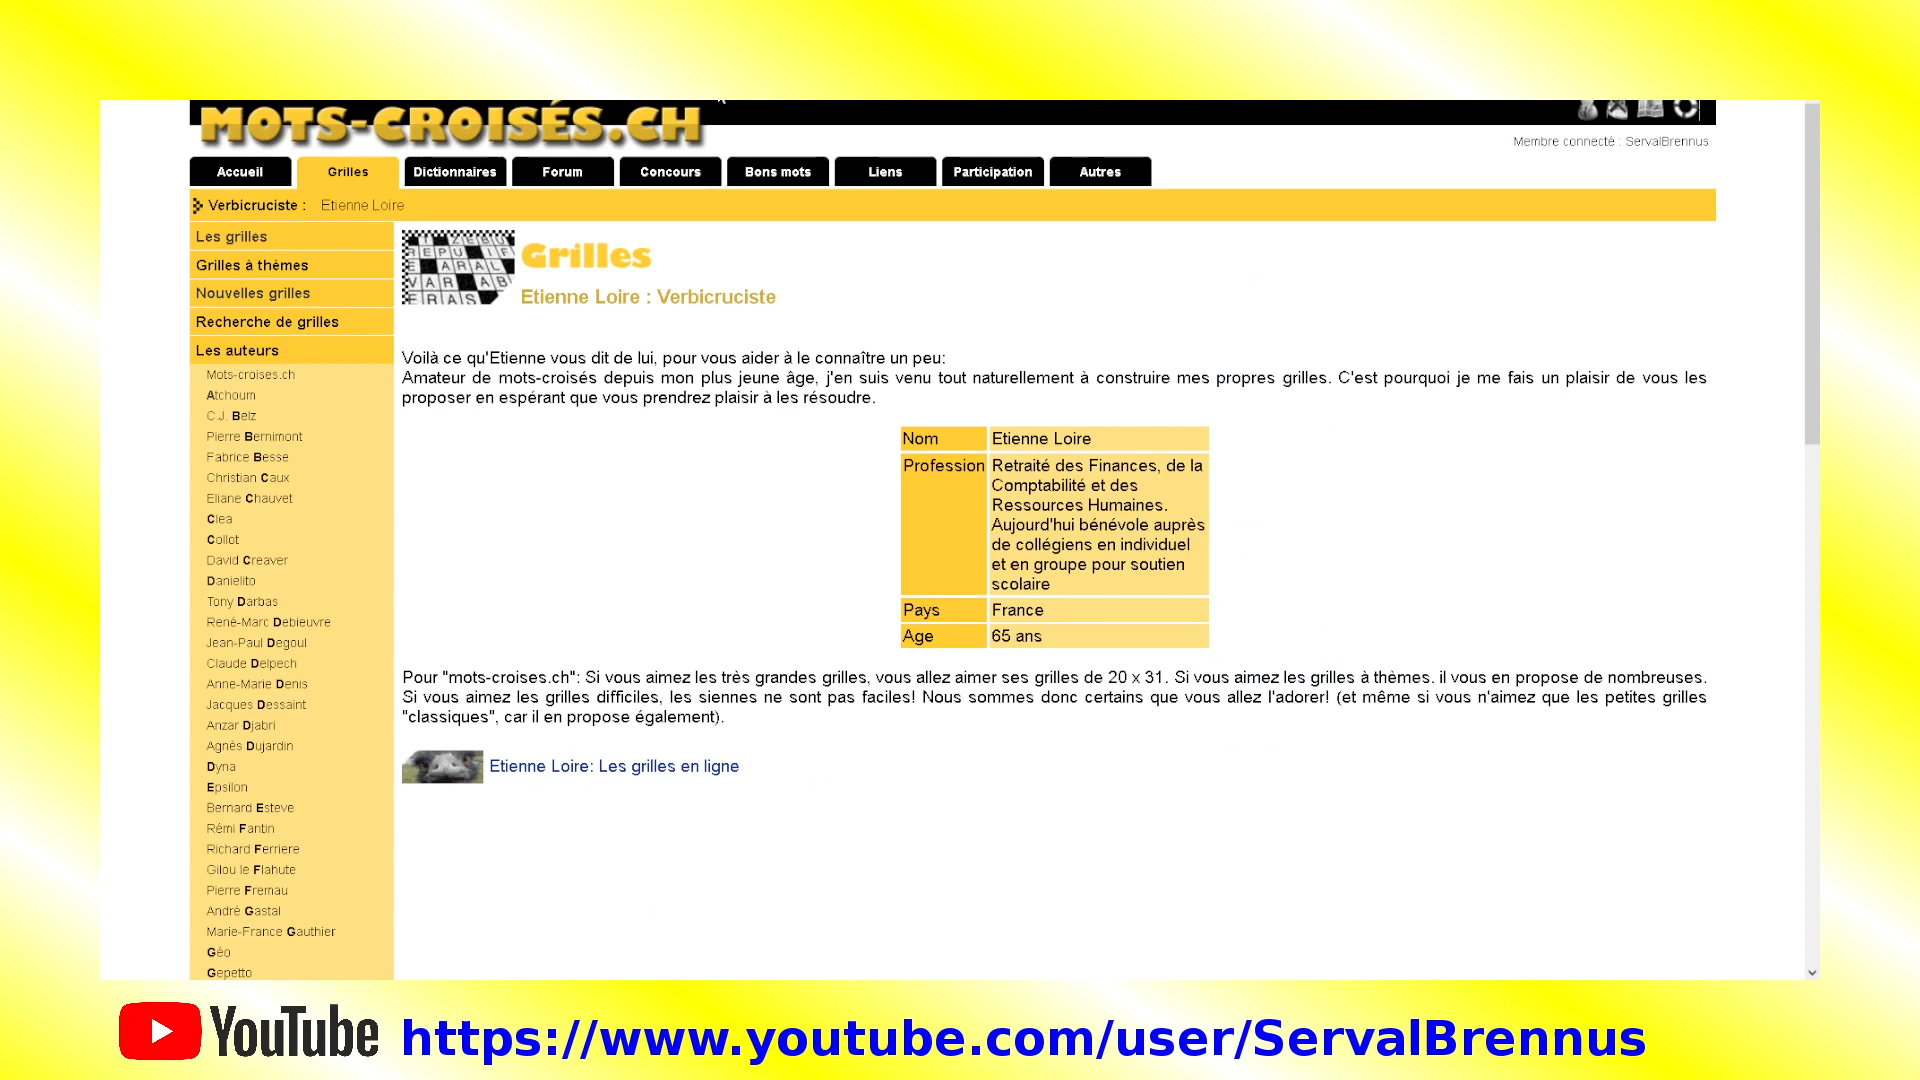 MOTS-CROISÉS.CH
Membre connecté : ServalBrennus
Accueil Grilles Dictionnaires Forum Concours Bons mots Liens Participation Autres
Verbicruciste : Etienne Loire
Les grilles
Grilles à thèmes
Nouvelles grilles
Recherche de grilles
Les auteurs
Mots-croises.ch
Atchoum
C.J. Belz
Pierre Bernimont
Fabrice Besse
Christian Caux
Eliane Chauvet
Clea
Collot
David Creaver
Danielito
Tony Darbas
René-Marc Debieuvre
Jean-Paul Degoul
Claude Delpech
Anne-Marie Denis
Jacques Dessaint
Anzar Djabri
Agnès Dujardin
Dyna
Epsilon
Bernard Esteve
Rémi Fantin
Richard Ferriere
Gilou le Flahute
Pierre Fremau
André Gastal
Marie-France Gauthier
Géo
Gepetto
Grilles
Etienne Loire : Verbicruciste
Voilà ce qu'Etienne vous dit de lui, pour vous aider à le connaître un peu:
Amateur de mots-croisés depuis mon plus jeune âge, j'en suis venu tout naturellement à construire mes propres grilles. C'est pourquoi je me fais un plaisir de vous les
proposer en espérant que vous prendrez plaisir à les résoudre.
Nom Etienne Loire
Profession Retraité des Finances, de la
Comptabilité et des
Ressources Humaines.
Aujourd'hui bénévole auprès
de collégiens en individuel
et en groupe pour soutien
scolaire
Pays France
Age 65 ans
Pour "mots-croises.ch": Si vous aimez les très grandes grilles, vous allez aimer ses grilles de 20 x 31. Si vous aimez les grilles à thèmes. il vous en propose de nombreuses.
Si vous aimez les grilles difficiles, les siennes ne sont pas faciles! Nous sommes donc certains que vous allez l'adorer! (et même si vous n'aimez que les petites grilles
"classiques", car il en propose également).
Etienne Loire: Les grilles en ligne
YouTube https://www.youtube.com/user/ServalBrennus